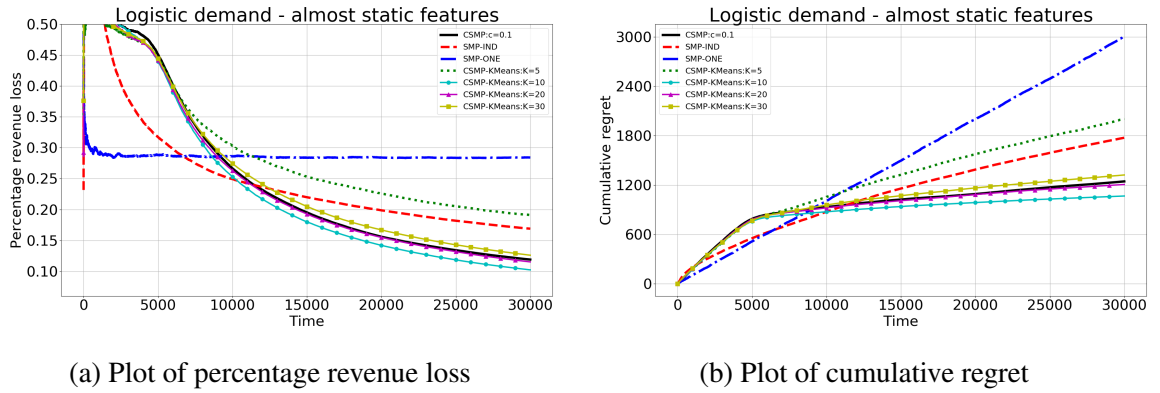 Logistic demand - almost static features
0.50
0.45
0.40
0.35
0.30
0.25
0.20
0.15
0.10
Percentage revenue loss
CSMP:c=0.1
SMP-IND
SMP-ONE
CSMP-KMeans:K=5
CSMP-KMeans:K=10
CSMP-KMeans:K=20
CSMP-KMeans:K=30
0 5000 10000 15000 20000 25000 30000
Time
(a) Plot of percentage revenue loss
Logistic demand - almost static features
3000
2400
1800
1200
600
0
Cumulative regret
CSMP:c=0.1
SMP-IND
SMP-ONE
CSMP-KMeans:K=5
CSMP-KMeans:K=10
CSMP-KMeans:K=20
CSMP-KMeans:K=30
0 5000 10000 15000 20000 25000 30000
Time
(b) Plot of cumulative regret